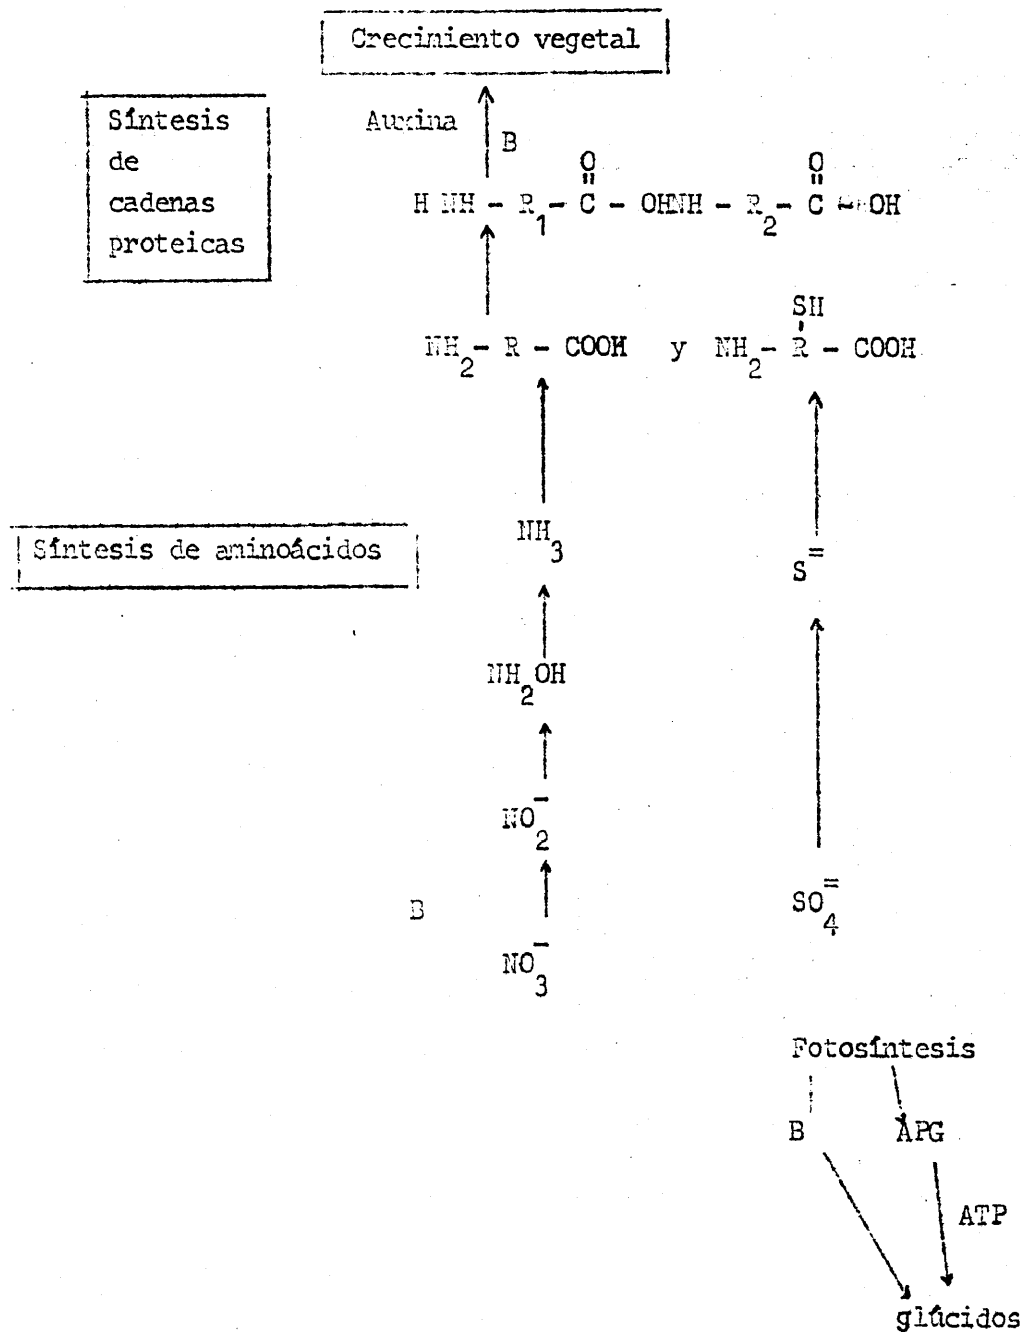 Crecimiento vegetal
Síntesis
de
cadenas
proteicas
Auxina
B
O O
H NH - R1 - C - OHNH - R2 - C - OH
SH
NH2 - R - COOH y NH2 - R - COOH
NH3
Síntesis de aminoácidos
S=
NH2OH
NO2-
B
SO4=
NO3-
Fotosíntesis
B APG
ATP
glúcidos